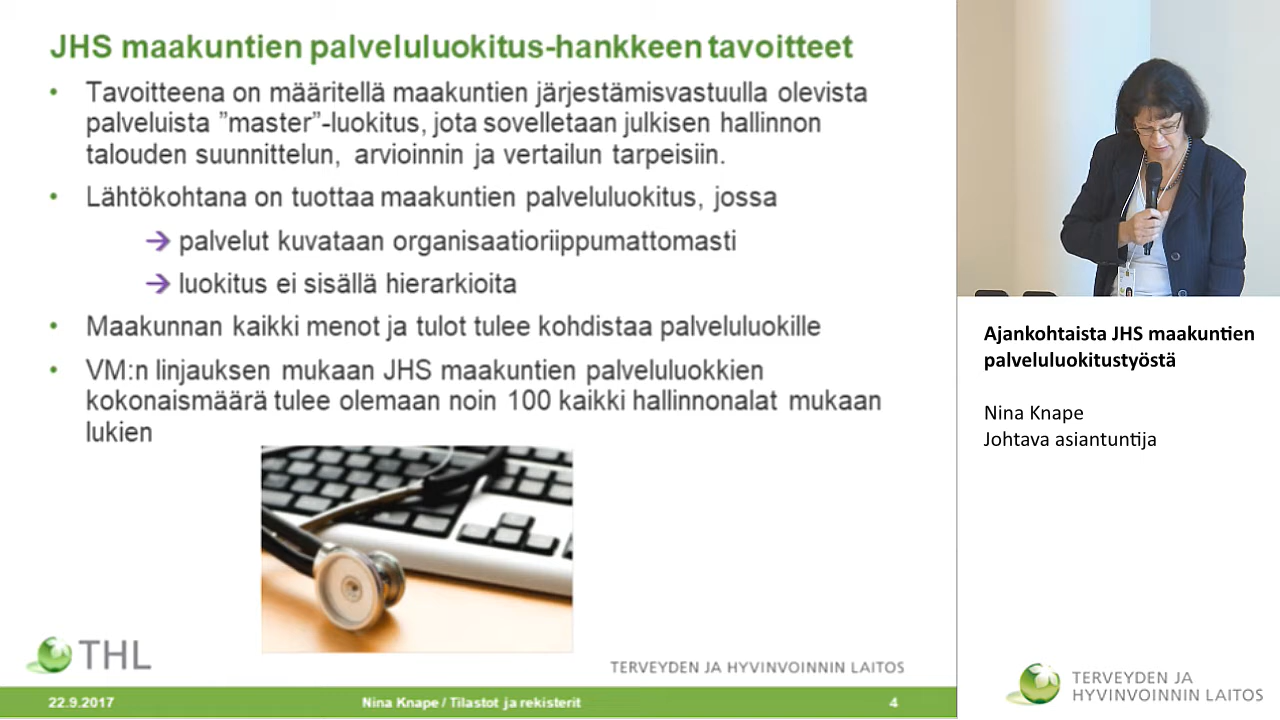 JHS maakuntien palveluluokitus-hankkeen tavoitteet
• Tavoitteena on määritellä maakuntien järjestämisvastuulla olevista
palveluista ”master”-luokitus, jota sovelletaan julkisen hallinnon
talouden suunnittelun, arvioinnin ja vertailun tarpeisiin.
• Lähtökohtana on tuottaa maakuntien palveluluokitus, jossa
→ palvelut kuvataan organisaatioriippumattomasti
→ luokitus ei sisällä hierarkioita
• Maakunnan kaikki menot ja tulot tulee kohdistaa palveluluokille
• VM:n linjauksen mukaan JHS maakuntien palveluluokkien
kokonaismäärä tulee olemaan noin 100 kaikki hallinnonalat mukaan
lukien
THL
TERVEYDEN JA HYVINVOINNIN LAITOS
22.9.2017
Nina Knape / Tilastot ja rekisterit
4
Ajankohtaista JHS maakuntien
palveluluokitustyöstä
Nina Knape
Johtava asiantuntija
TERVEYDEN JA
HYVINVOINNIN LAITOS